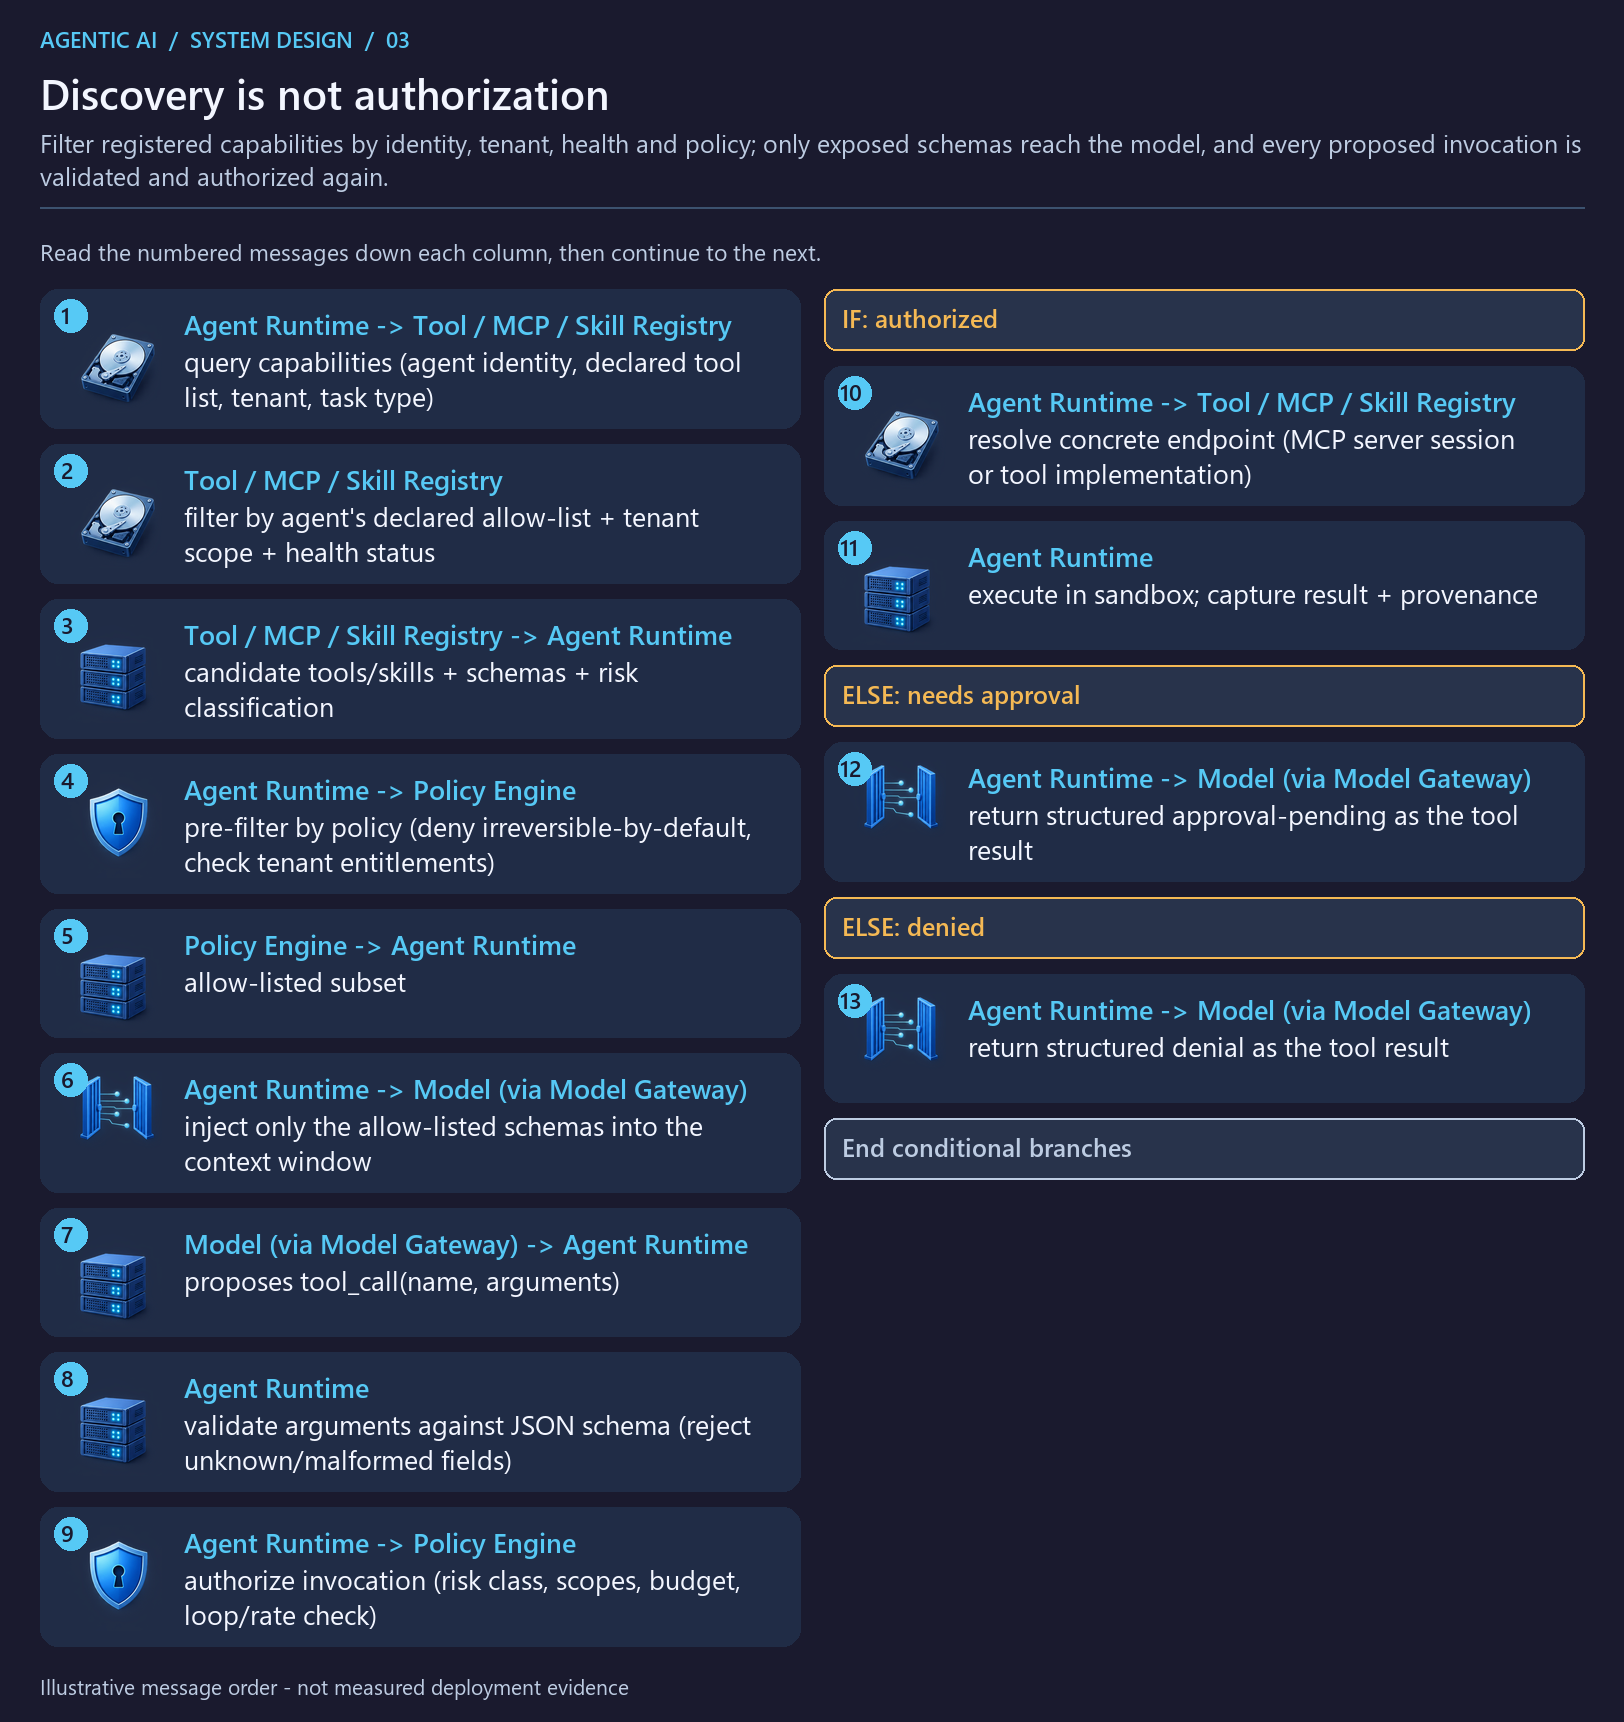 AGENTIC AI / SYSTEM DESIGN / 03
Discovery is not authorization
Filter registered capabilities by identity, tenant, health and policy; only exposed schemas reach the model, and every proposed invocation is
validated and authorized again.
Read the numbered messages down each column, then continue to the next.
1
Agent Runtime -> Tool / MCP / Skill Registry
query capabilities (agent identity, declared tool
list, tenant, task type)
2
Tool / MCP / Skill Registry
filter by agent's declared allow-list + tenant
scope + health status
3
Tool / MCP / Skill Registry -> Agent Runtime
candidate tools/skills + schemas + risk
classification
4
Agent Runtime -> Policy Engine
pre-filter by policy (deny irreversible-by-default,
check tenant entitlements)
5
Policy Engine -> Agent Runtime
allow-listed subset
6
Agent Runtime -> Model (via Model Gateway)
inject only the allow-listed schemas into the
context window
7
Model (via Model Gateway) -> Agent Runtime
proposes tool_call(name, arguments)
8
Agent Runtime
validate arguments against JSON schema (reject
unknown/malformed fields)
9
Agent Runtime -> Policy Engine
authorize invocation (risk class, scopes, budget,
loop/rate check)
IF: authorized
10
Agent Runtime -> Tool / MCP / Skill Registry
resolve concrete endpoint (MCP server session
or tool implementation)
11
Agent Runtime
execute in sandbox; capture result + provenance
ELSE: needs approval
12
Agent Runtime -> Model (via Model Gateway)
return structured approval-pending as the tool
result
ELSE: denied
13
Agent Runtime -> Model (via Model Gateway)
return structured denial as the tool result
End conditional branches
Illustrative message order - not measured deployment evidence